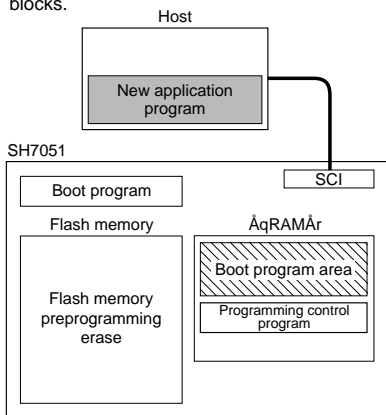 blocks.
Host
New application
program
SH7051
SCI
Boot program
Flash memory
ÅqRAMÅr
Boot program area
Flash memory
preprogramming
erase
Programming control
program